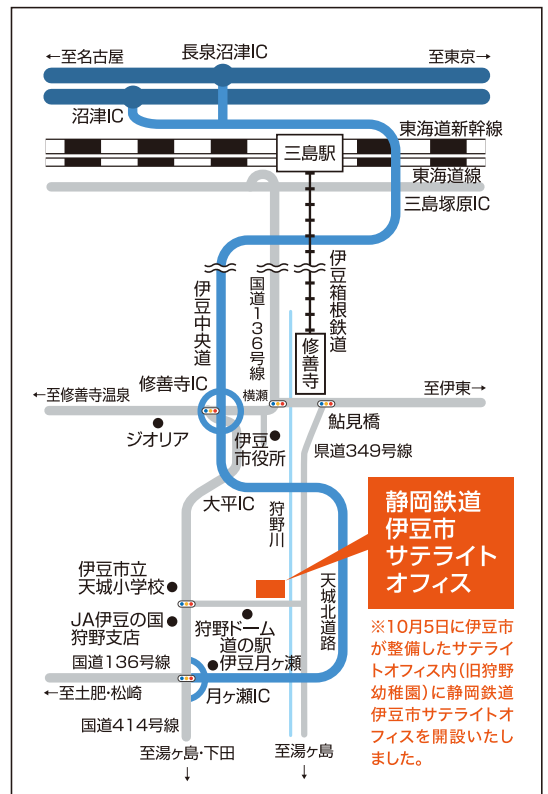 ←至名古屋
長泉沼津IC
至東京→
沼津IC
東海道新幹線
三島駅
東海道線
三島塚原IC
伊豆中央道
国道136号線
伊豆箱根鉄道
修善寺
修善寺IC
←至修善寺温泉
横瀬
至伊東→
鮎見橋
ジオリア
伊豆
市役所
県道349号線
大平IC
狩野川
静岡鉄道
伊豆市
サテライト
オフィス
伊豆市立
天城小学校
天城北道路
JA伊豆の国
狩野支店
狩野ドーム
道の駅
伊豆月ヶ瀬
国道136号線
←至土肥・松崎
月ヶ瀬IC
国道414号線
至湯ヶ島・下田
↓
至湯ヶ島
↓
※10月5日に伊豆市
が整備したサテライ
トオフィス内(旧狩野
幼稚園)に静岡鉄道
伊豆市サテライトオ
フィスを開設いたし
ました。